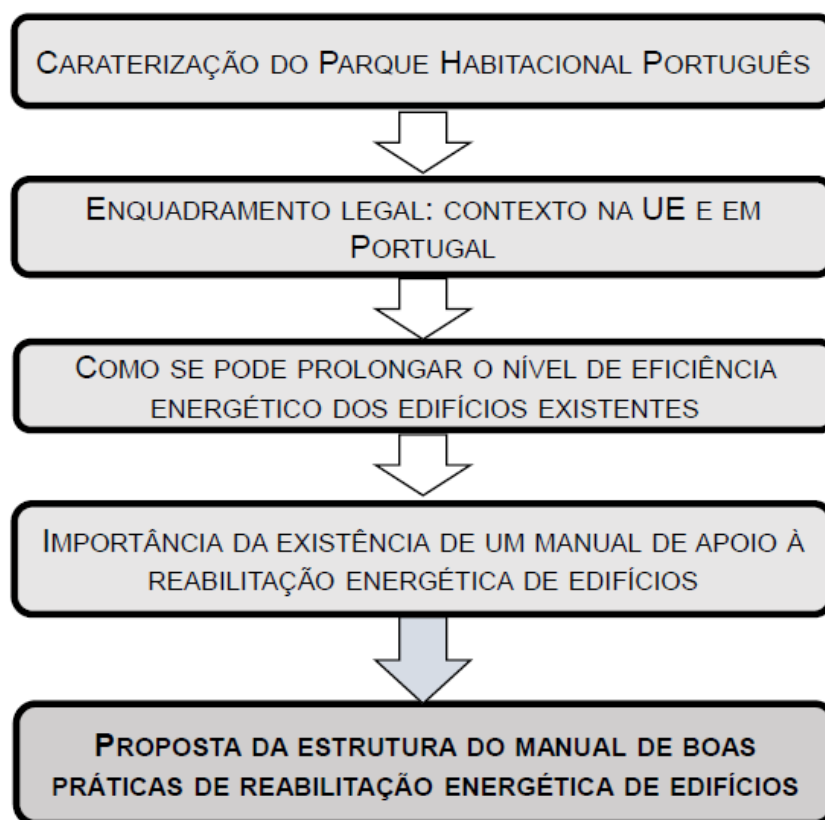 CARATERIZAÇÃO DO PARQUE HABITACIONAL PORTUGUÊS
ENQUADRAMENTO LEGAL: CONTEXTO NA UE E EM
PORTUGAL
COMO SE PODE PROLONGAR O NÍVEL DE EFICIÊNCIA
ENERGÉTICO DOS EDIFÍCIOS EXISTENTES
IMPORTÂNCIA DA EXISTÊNCIA DE UM MANUAL DE APOIO À
REABILITAÇÃO ENERGÉTICA DE EDIFÍCIOS
PROPOSTA DA ESTRUTURA DO MANUAL DE BOAS
PRÁTICAS DE REABILITAÇÃO ENERGÉTICA DE EDIFÍCIOS